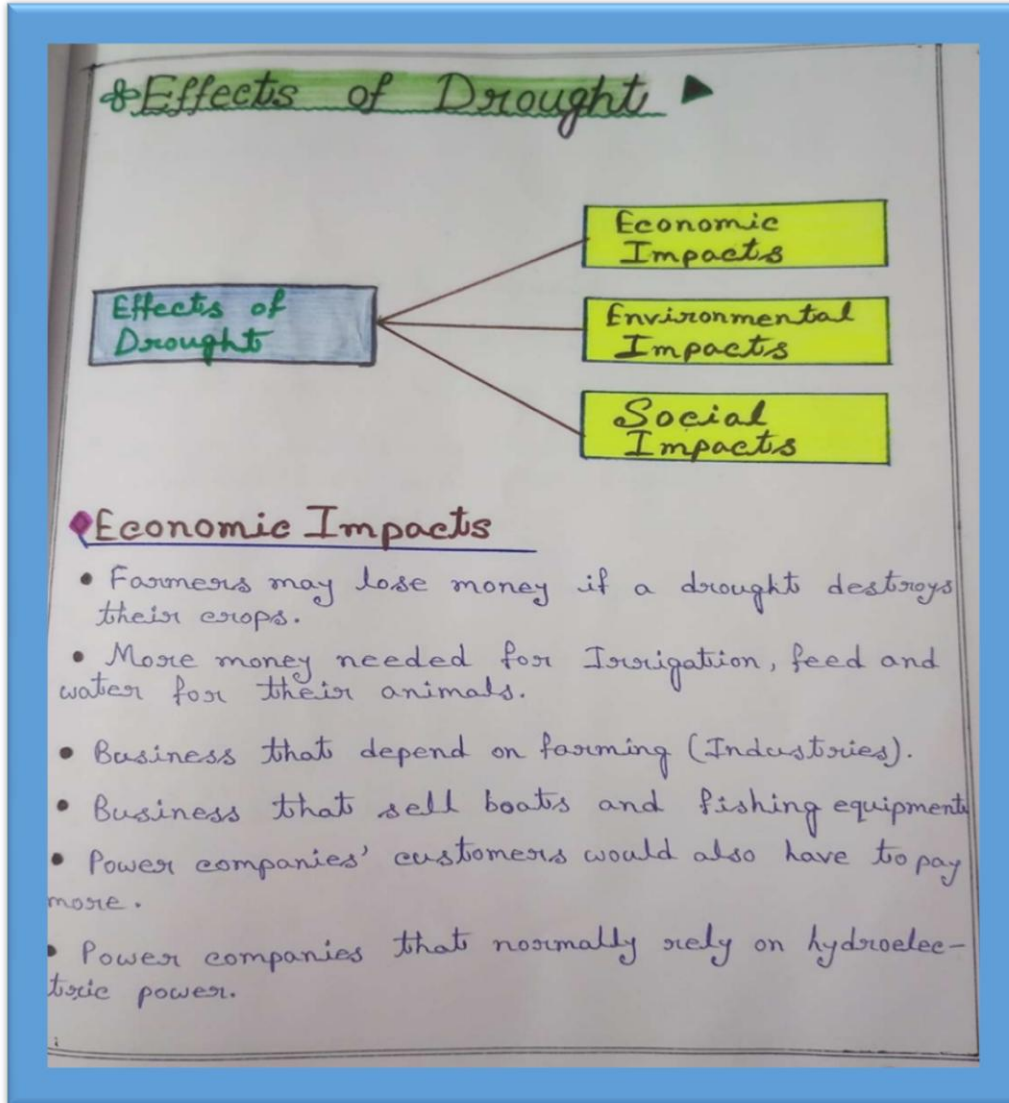 Effects of Drought
Economic
Impacts
Effects of
Drought
Environmental
Impacts
Social
Impacts
Economic Impacts
• Farmers may lose money if a drought destroys
their crops.
• More money needed for Irrigation, feed and
water for their animals.
• Business that depend on farming (Industries).
• Business that sell boats and fishing equipment
• Power companies' customers would also have to pay
more.
• Power companies that normally rely on hydroelec-
tric power.